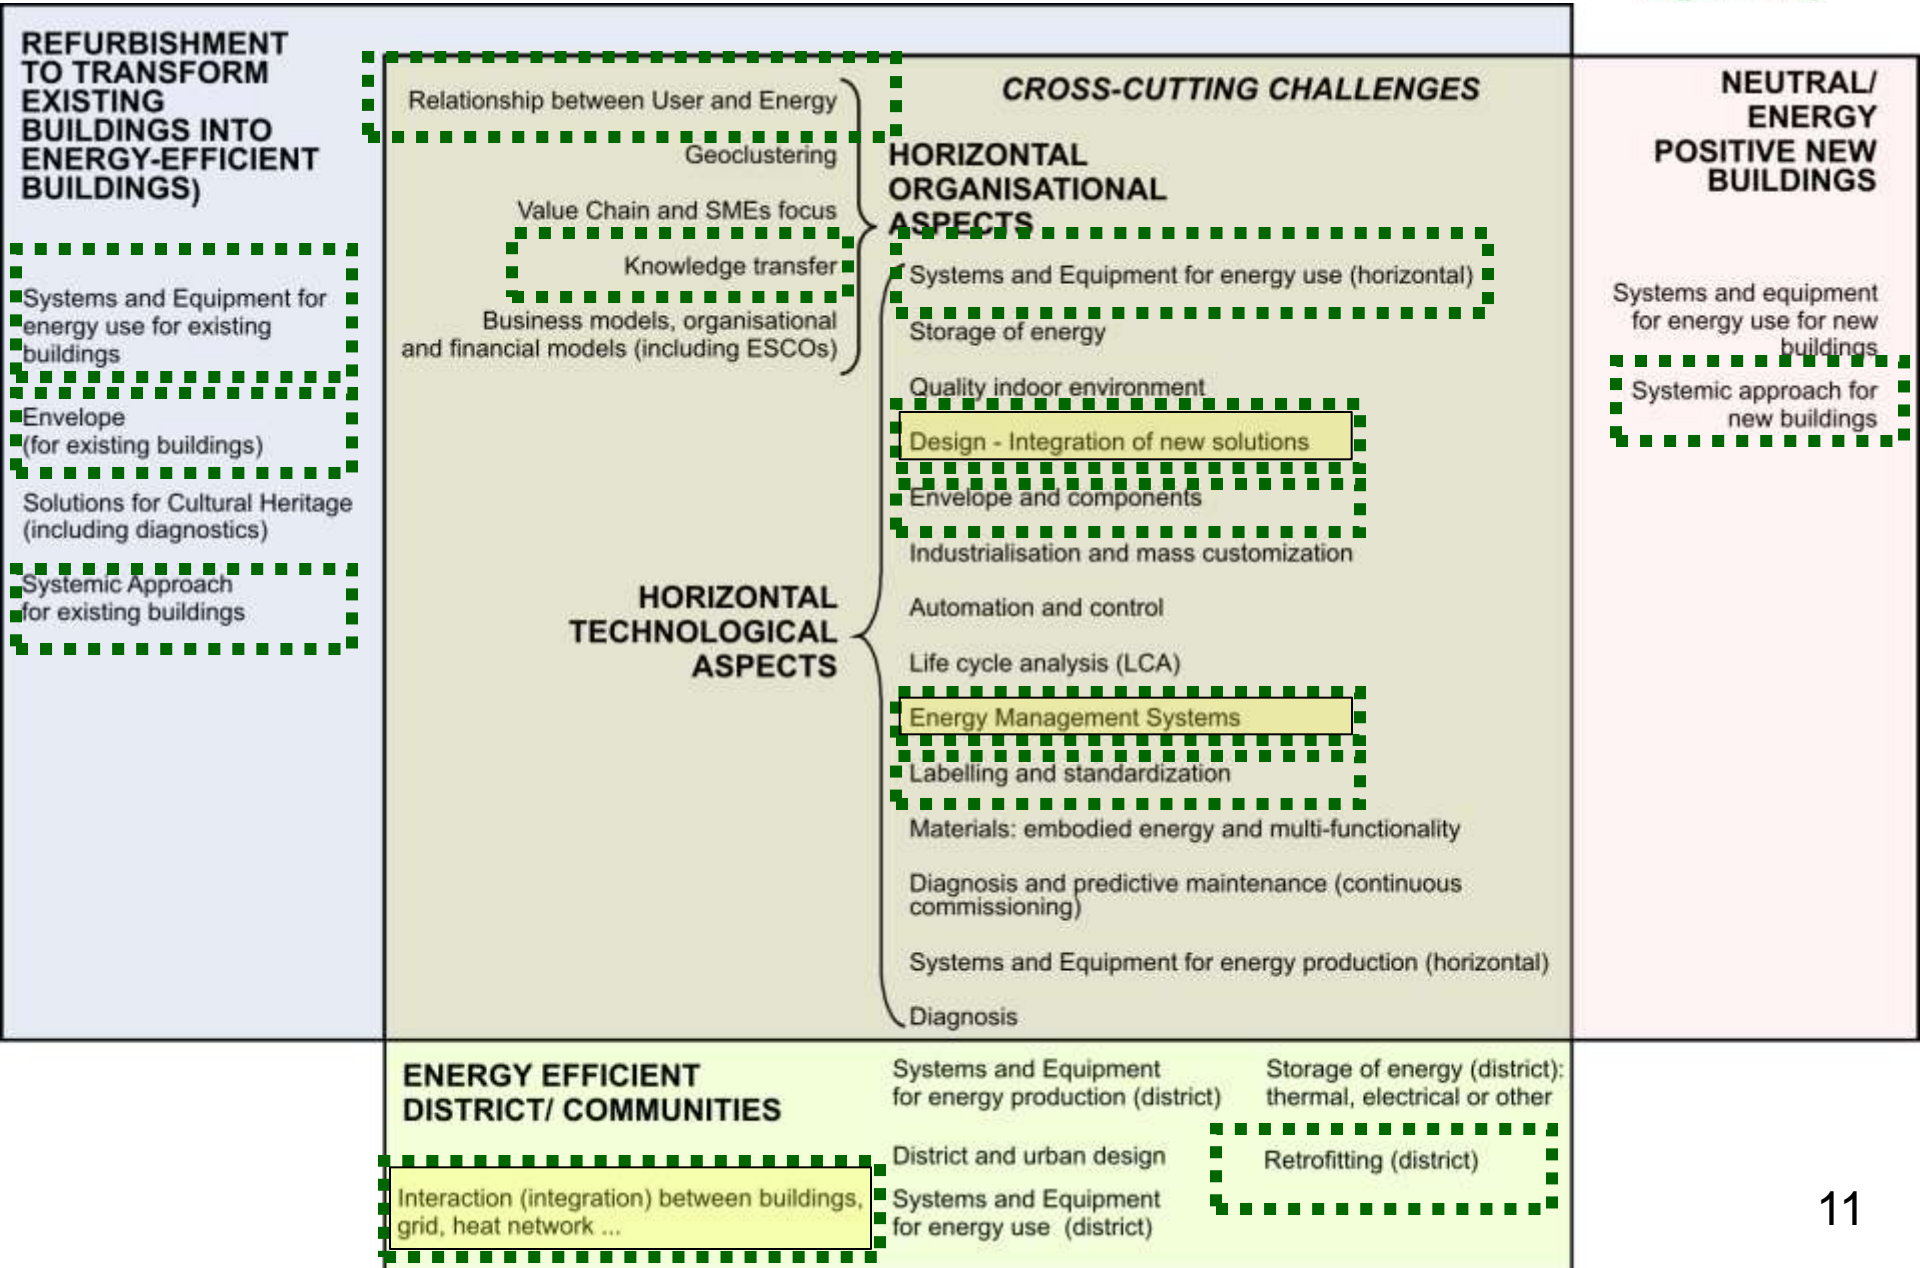 REFURBISHMENT
TO TRANSFORM
EXISTING
BUILDINGS INTO
ENERGY-EFFICIENT
BUILDINGS)
Systems and Equipment for
energy use for existing
buildings
Envelope
(for existing buildings)
Solutions for Cultural Heritage
(including diagnostics)
Systemic Approach
for existing buildings
CROSS-CUTTING CHALLENGES
Relationship between User and Energy
Geoclustering
Value Chain and SMEs focus
Knowledge transfer
Business models, organisational
and financial models (including ESCOs)
HORIZONTAL
ORGANISATIONAL
ASPECTS
HORIZONTAL
TECHNOLOGICAL
ASPECTS
Systems and Equipment for energy use (horizontal)
Storage of energy
Quality indoor environment
Design - Integration of new solutions
Envelope and components
Industrialisation and mass customization
Automation and control
Life cycle analysis (LCA)
Energy Management Systems
Labelling and standardization
Materials: embodied energy and multi-functionality
Diagnosis and predictive maintenance (continuous
commissioning)
Systems and Equipment for energy production (horizontal)
Diagnosis
NEUTRAL/
ENERGY
POSITIVE NEW
BUILDINGS
Systems and equipment
for energy use for new
buildings
Systemic approach for
new buildings
ENERGY EFFICIENT
DISTRICT/ COMMUNITIES
Interaction (integration) between buildings,
grid, heat network ...
Systems and Equipment
for energy production (district)
District and urban design
Systems and Equipment
for energy use (district)
Storage of energy (district):
thermal, electrical or other
Retrofitting (district)
11